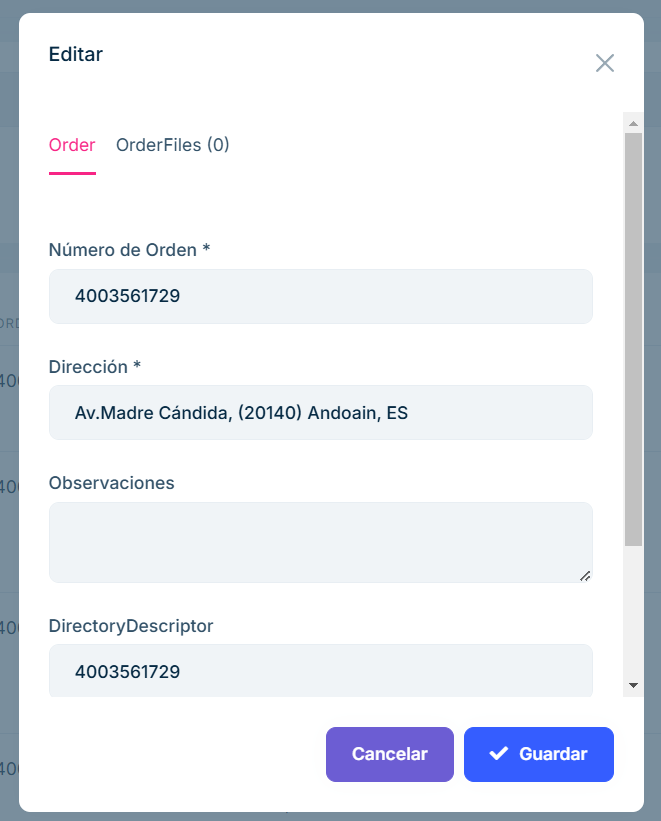 Editar
Order OrderFiles (0)
Número de Orden *
4003561729
Dirección *
Av.Madre Cándida, (20140) Andoain, ES
Observaciones
DirectoryDescriptor
4003561729
Cancelar Guardar